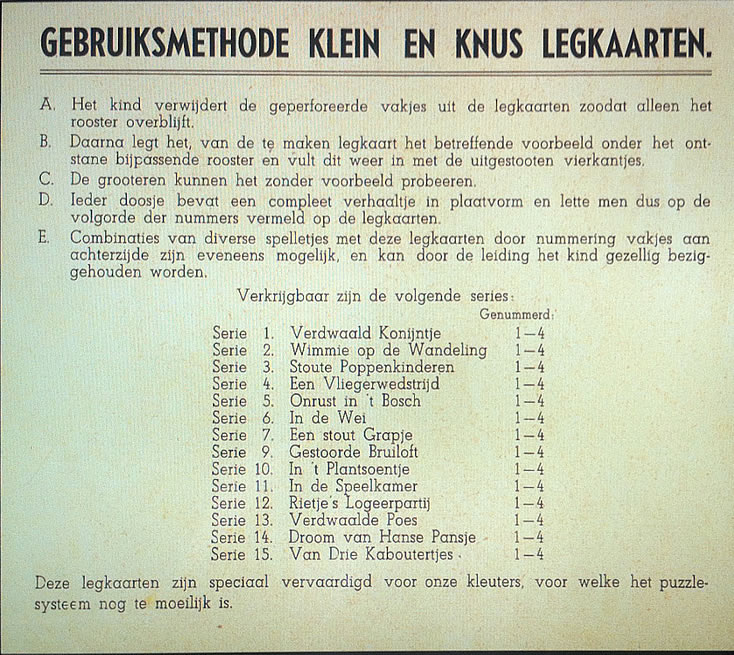 GEBRUIKSMETHODE KLEIN EN KNUS LEGKAARTEN.
A. Het kind verwijdert de geperforeerde vakjes uit de legkaarten zoodat alleen het
rooster overblijft.
B. Daarna legt het, van de te maken legkaart het betreffende voorbeeld onder het ont-
stane bijpassende rooster en vult dit weer in met de uitgestooten vierkantjes.
C. De grooteren kunnen het zonder voorbeeld probeeren.
D. Ieder doosje bevat een compleet verhaaltje in plaatvorm en lette men dus op de
volgorde der nummers vermeld op de legkaarten.
E. Combinaties van diverse spelletjes met deze legkaarten door nummering vakjes aan
achterzijde zijn eveneens mogelijk, en kan door de leiding het kind gezellig bezig-
gehouden worden.
Verkrijgbaar zijn de volgende series:
Genummerd:
Serie 1. Verdwaald Konijntje 1—4
Serie 2. Wimmie op de Wandeling 1—4
Serie 3. Stoute Poppenkinderen 1—4
Serie 4. Een Vliegerwedstrijd 1—4
Serie 5. Onrust in 't Bosch 1—4
Serie 6. In de Wei 1—4
Serie 7. Een stout Grapje 1—4
Serie 9. Gestoorde Bruiloft 1—4
Serie 10. In 't Plantsoentje 1—4
Serie 11. In de Speelkamer 1—4
Serie 12. Rietje's Logeerpartij 1—4
Serie 13. Verdwaalde Poes 1—4
Serie 14. Droom van Hanse Pansje 1—4
Serie 15. Van Drie Kaboutertjes 1—4
Deze legkaarten zijn speciaal vervaardigd voor onze kleuters, voor welke het puzzle-
systeem nog te moeilijk is.